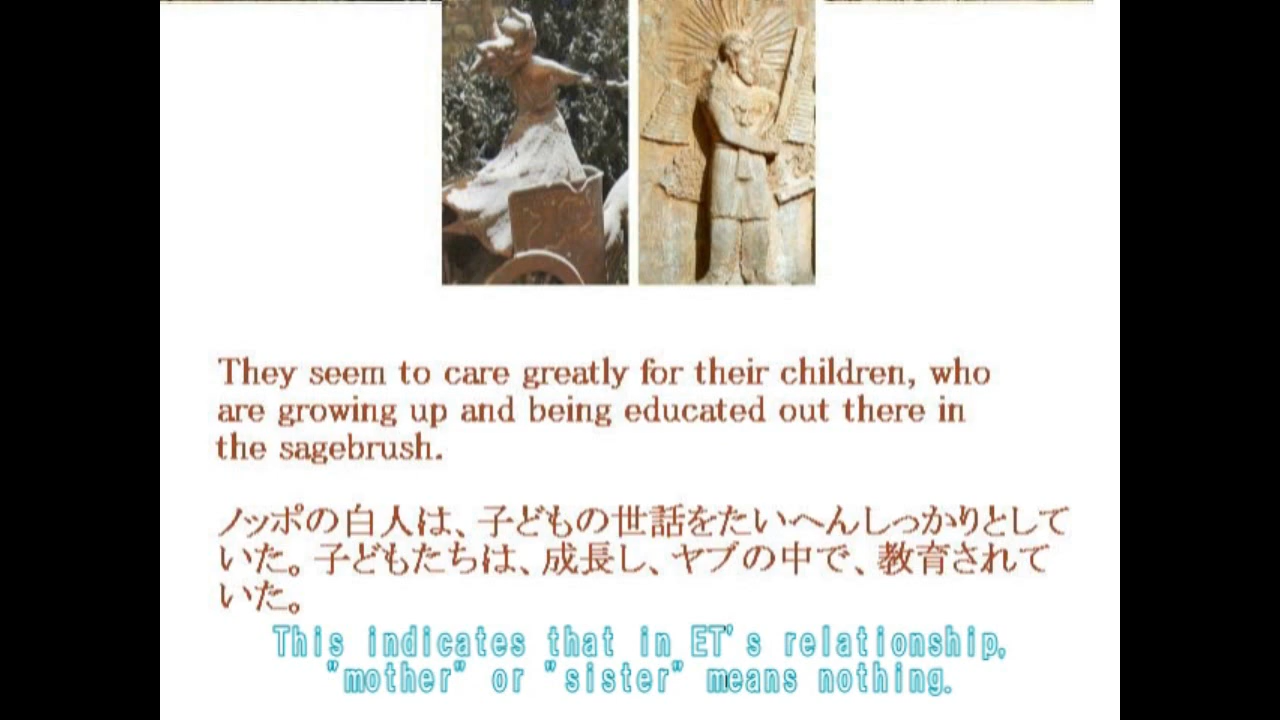 They seem to care greatly for their children, who
are growing up and being educated out there in
the sagebrush.
ノッポの白人は、子どもの世話をたいへんしっかりとして
いた。子どもたちは、成長し、ヤブの中で、教育されて
いた。
This indicates that in ET's relationship,
"mother" or "sister" means nothing.